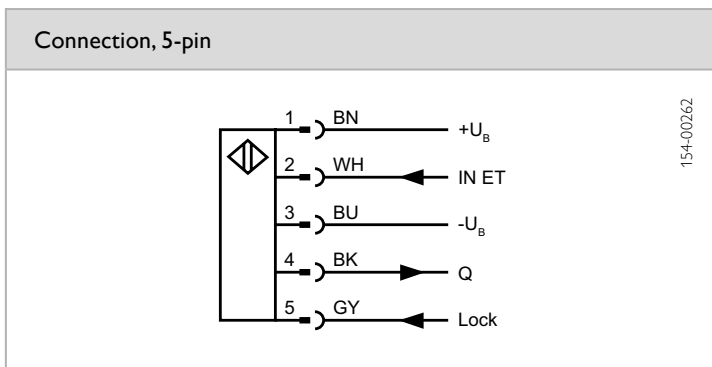 Connection, 5-pin
154-00262
1 BN +U_B
2 WH IN ET
3 BU -U_B
4 BK Q
5 GY Lock